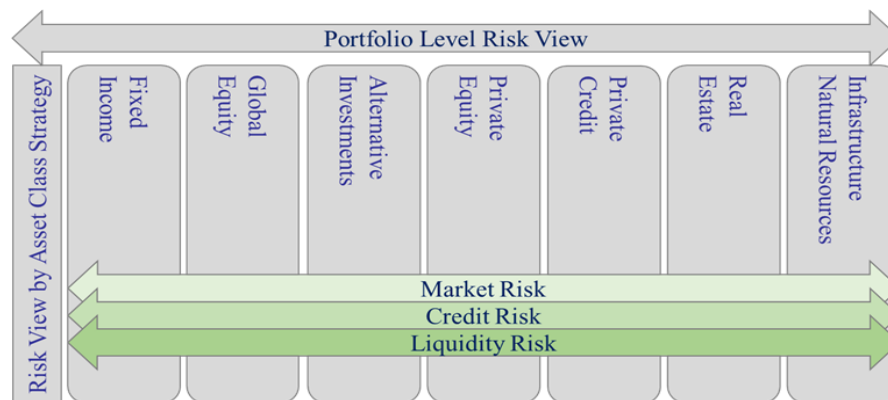 Portfolio Level Risk View
Risk View by Asset Class Strategy
Fixed
Income
Global
Equity
Alternative
Investments
Private
Equity
Private
Credit
Real
Estate
Infrastructure
Natural Resources
Market Risk
Credit Risk
Liquidity Risk